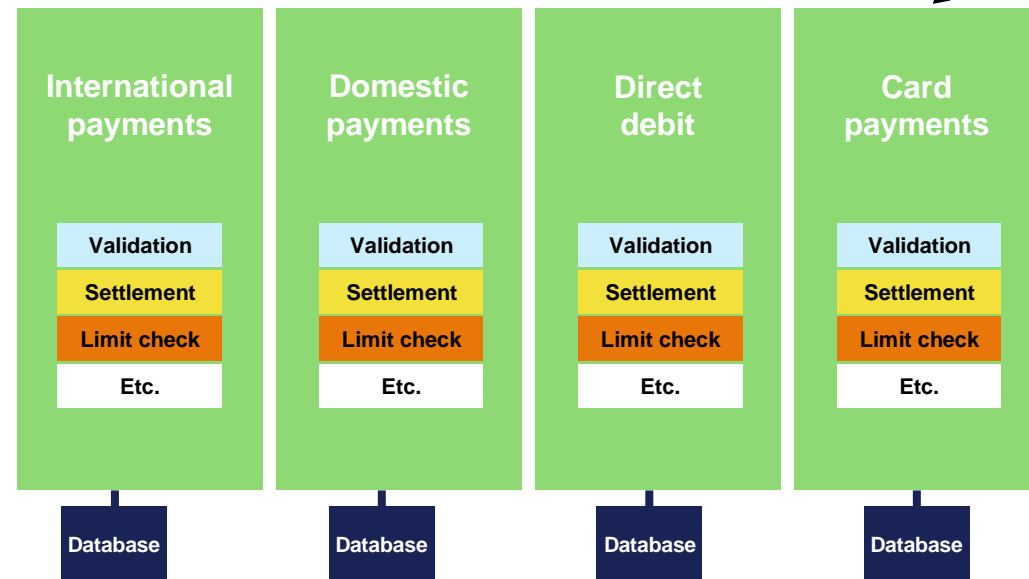 International
payments
Domestic
payments
Direct
debit
Card
payments
Validation
Settlement
Limit check
Etc.
Validation
Settlement
Limit check
Etc.
Validation
Settlement
Limit check
Etc.
Validation
Settlement
Limit check
Etc.
Database
Database
Database
Database